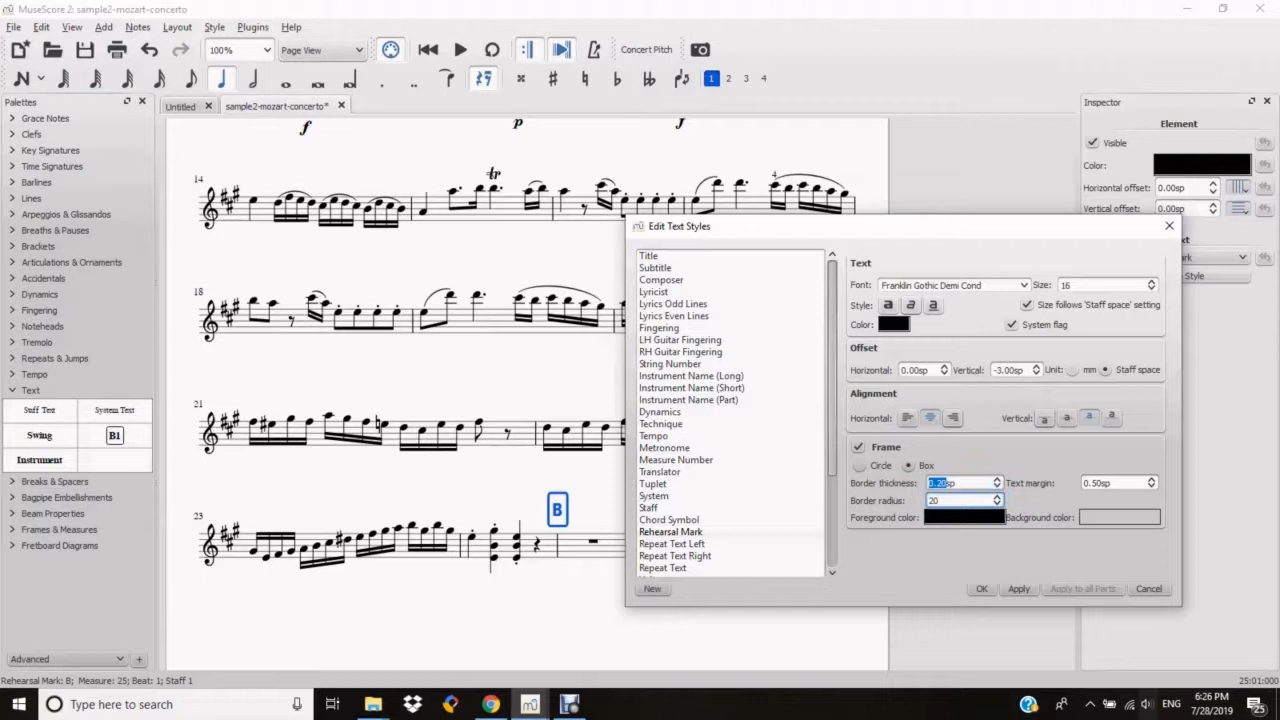 MuseScore 2: sample2-mozart-concerto
File Edit View Add Notes Layout Style Plugins Help
100% Page View Concert Pitch
1 2 3 4
Palettes
Untitled sample2-mozart-concerto*
Inspector
Grace Notes
Clefs
Key Signatures
Time Signatures
Barlines
Lines
Arpeggios & Glissandos
Breaths & Pauses
Brackets
Articulations & Ornaments
Accidentals
Dynamics
Fingering
Noteheads
Tremolo
Repeats & Jumps
Tempo
Text
Staff Text System Text
Swing B1
Instrument
Breaks & Spacers
Bagpipe Embellishments
Beam Properties
Frames & Measures
Fretboard Diagrams
Advanced
f p f
14 tr 4
18
21
23 B
Element
Visible
Color:
Horizontal offset: 0.00sp
Vertical offset: 0.00sp
Style
Edit Text Styles
Title
Subtitle
Composer
Lyricist
Lyrics Odd Lines
Lyrics Even Lines
Fingering
LH Guitar Fingering
RH Guitar Fingering
String Number
Instrument Name (Long)
Instrument Name (Short)
Instrument Name (Part)
Dynamics
Technique
Tempo
Metronome
Measure Number
Translator
Tuplet
System
Staff
Chord Symbol
Rehearsal Mark
Repeat Text Left
Repeat Text Right
Repeat Text
Text
Font: Franklin Gothic Demi Cond Size: 16
Style: a a a Size follows 'Staff space' setting
Color: System flag
Offset
Horizontal: 0.00sp Vertical: -3.00sp Unit: mm Staff space
Alignment
Horizontal: Vertical: a a a a
Frame
Circle Box
Border thickness: 0.20sp Text margin: 0.50sp
Border radius: 20
Foreground color: Background color:
New OK Apply Apply to all Parts Cancel
Rehearsal Mark: B; Measure: 25; Beat: 1; Staff 1
25:01:000
Type here to search
6:26 PM
7/28/2019
25